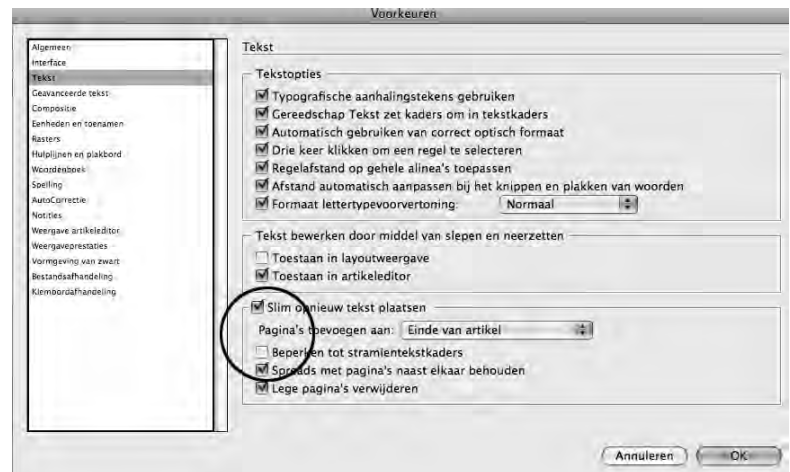 Voorkeuren
Algemeen
Interface
Tekst
Geavanceerde tekst
Compositie
Eenheden en toenamen
Rasters
Hulplijnen en plakbord
Woordenboek
Spelling
AutoCorrectie
Notities
Weergave artikeleditor
Weergaveprestaties
Vormgeving van zwart
Bestandsafhandeling
Klembordafhandeling
Tekst
Tekstopties
Typografische aanhalingstekens gebruiken
Gereedschap Tekst zet kaders om in tekstkaders
Automatisch gebruiken van correct optisch formaat
Drie keer klikken om een regel te selecteren
Regelafstand op gehele alinea's toepassen
Afstand automatisch aanpassen bij het knippen en plakken van woorden
Formaat lettertypevoorvertoning: Normaal
Tekst bewerken door middel van slepen en neerzetten
Toestaan in layoutweergave
Toestaan in artikeleditor
Slim opnieuw tekst plaatsen
Pagina's toevoegen aan: Einde van artikel
Beperken tot stramientekstkaders
Spreads met pagina's naast elkaar behouden
Lege pagina's verwijderen
Annuleren OK